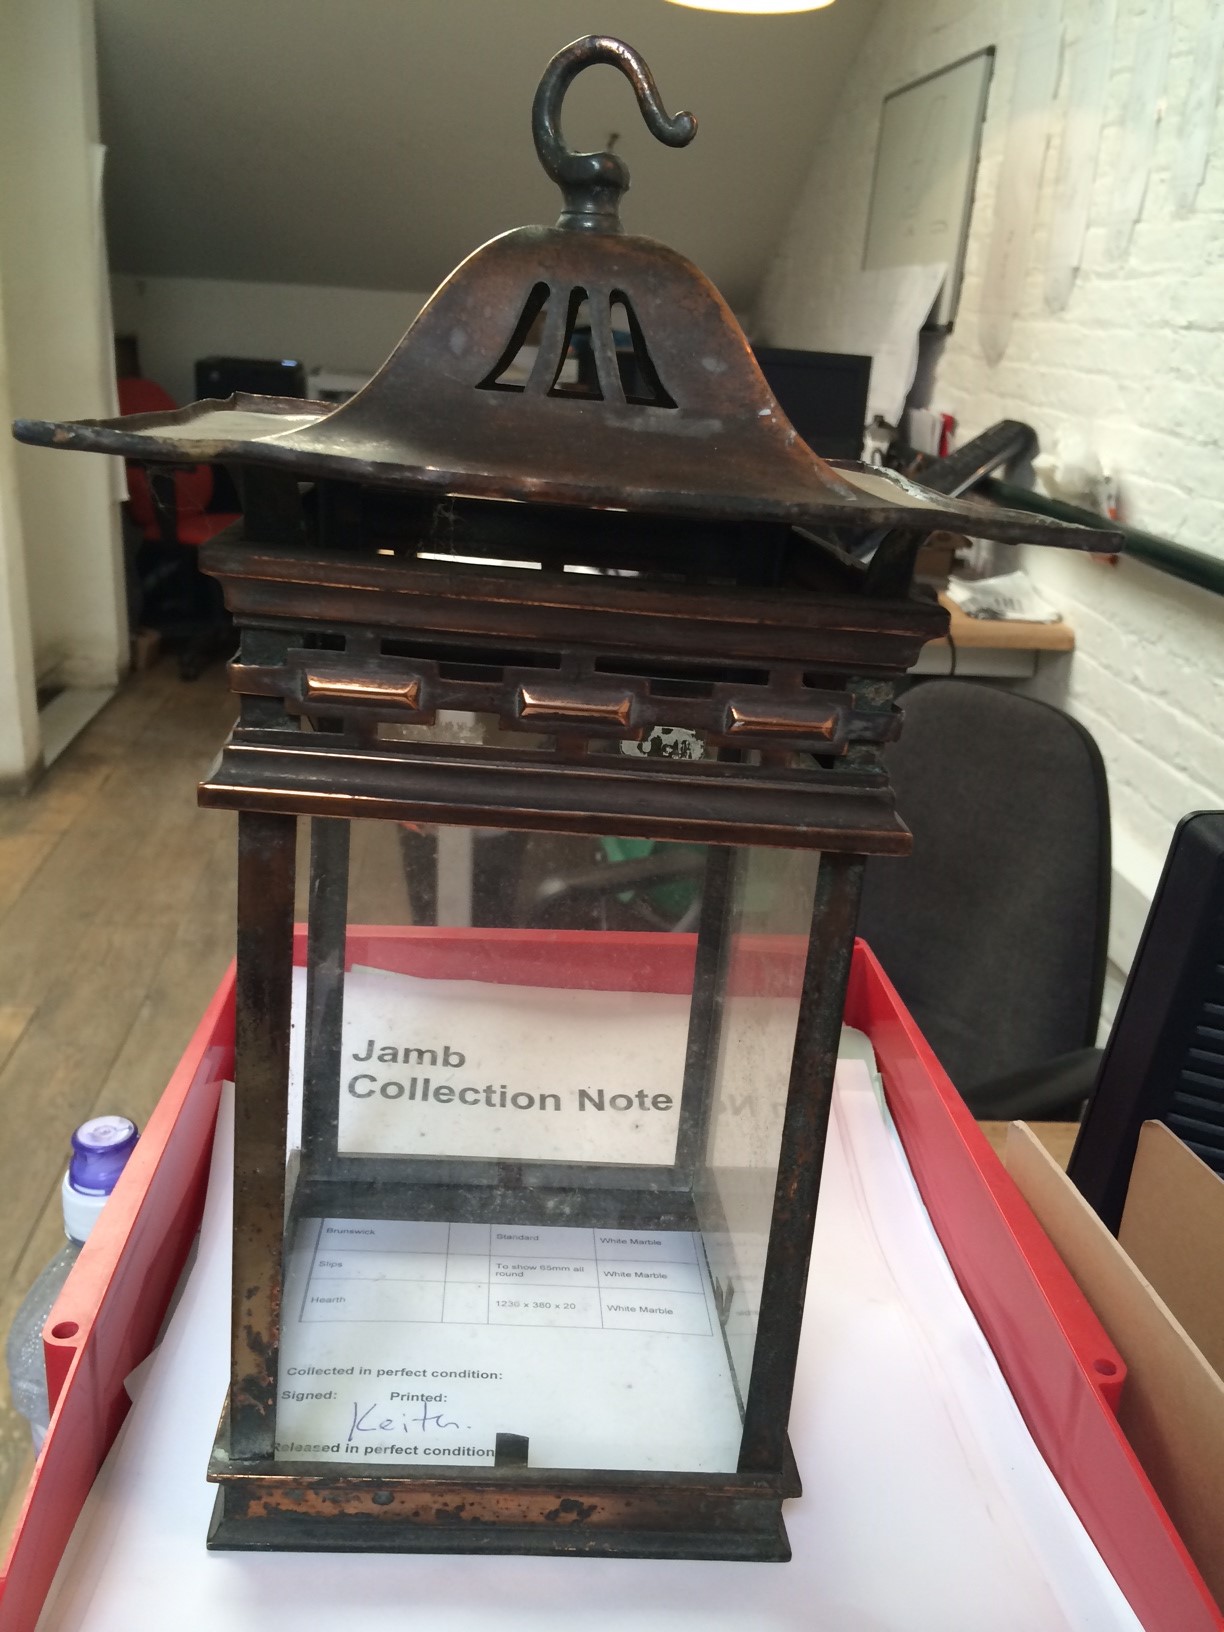 Jamb
Collection Note
Brunswick Standard White Marble
Slips To show 65mm all round White Marble
Hearth 1230 x 380 x 20 White Marble
Collected in perfect condition:
Signed: Printed:
Keith.
Released in perfect condition